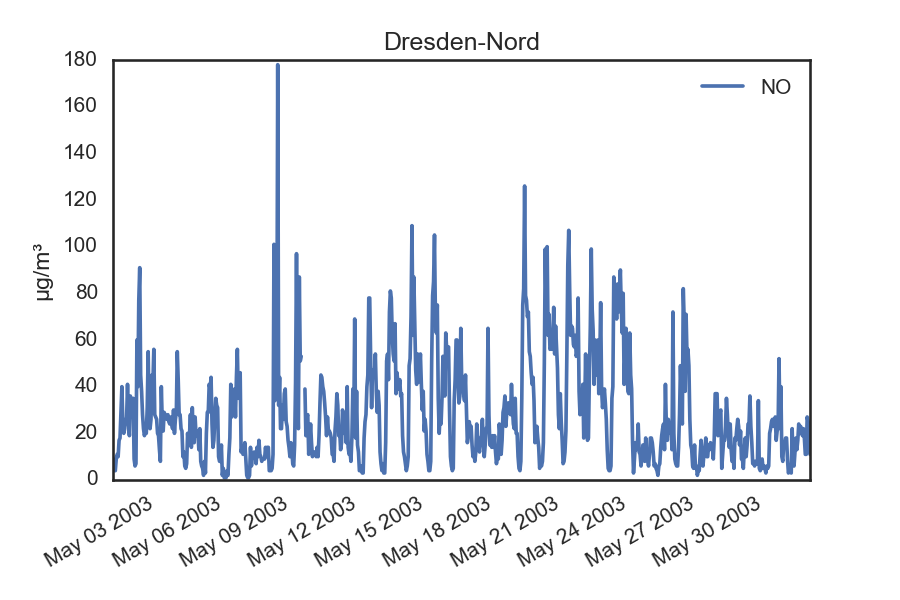 Dresden-Nord
180
160
140
120
100
80
60
40
20
0
µg/m³
NO
May 03 2003
May 06 2003
May 09 2003
May 12 2003
May 15 2003
May 18 2003
May 21 2003
May 24 2003
May 27 2003
May 30 2003